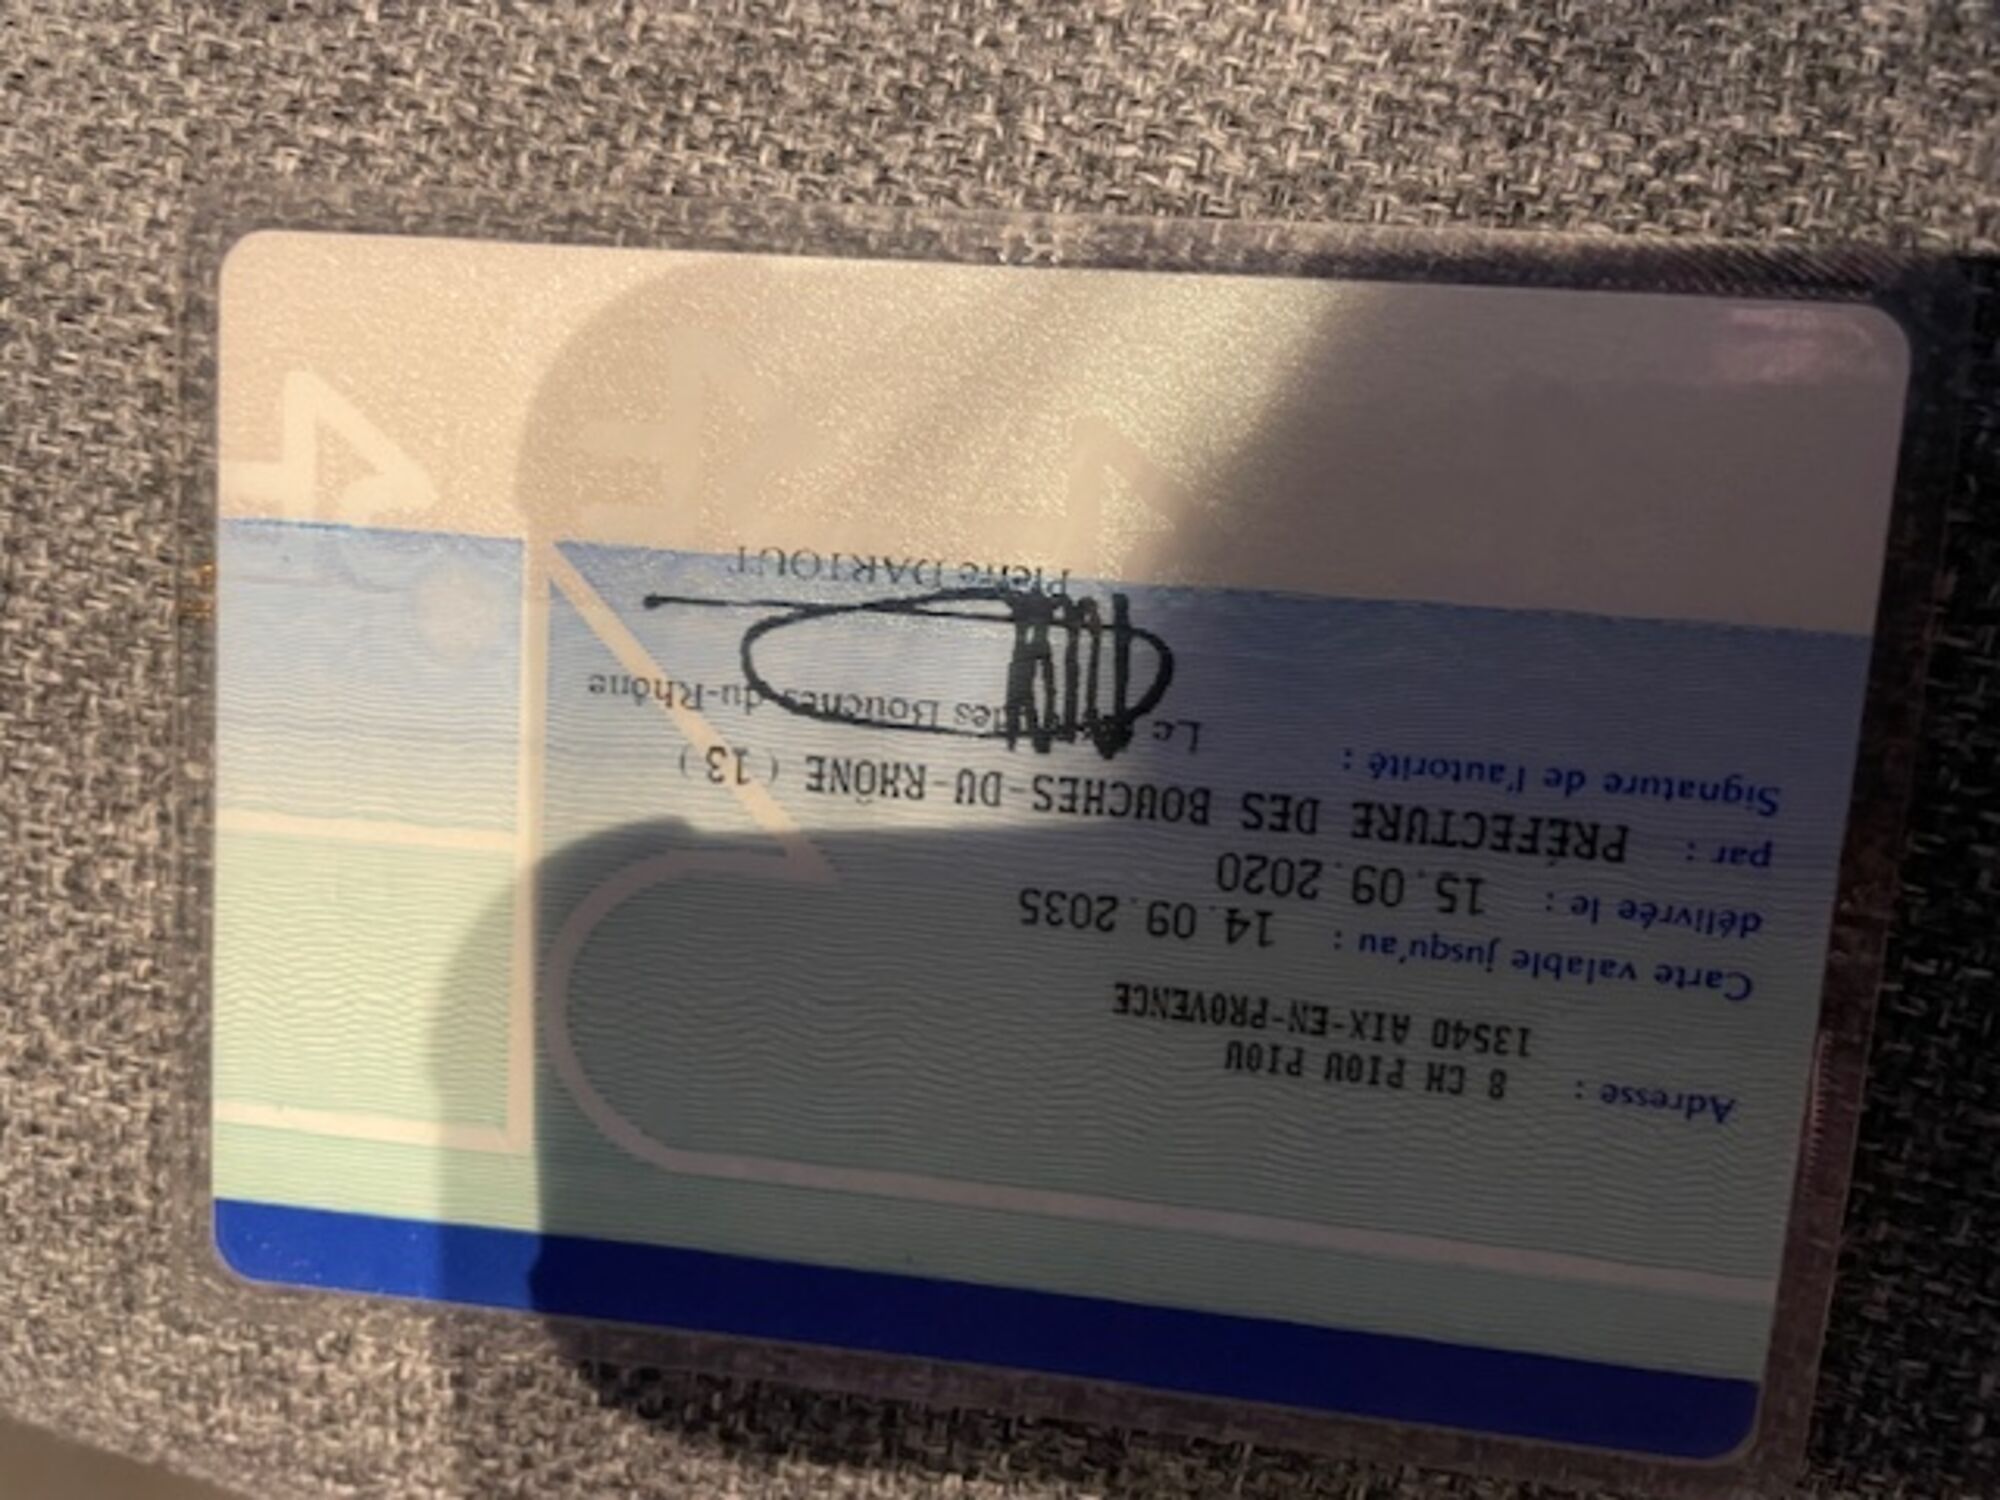 Adresse : 8 CH PIOU PIOU
13540 AIX-EN-PROVENCE
Carte valable jusqu'au : 14.09.2035
délivrée le : 15.09.2020
par : PRÉFECTURE DES BOUCHES-DU-RHÔNE (13)
Signature de l'autorité :
Le des Bouches-du-Rhône
Pierre DARTOUT